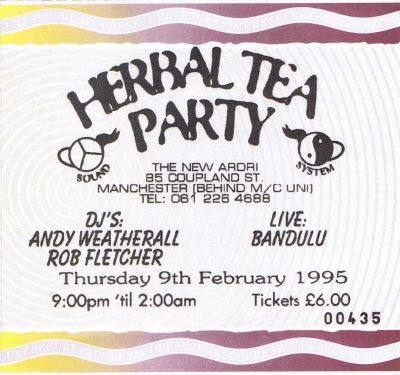 HERBAL TEA
PARTY
SOUND
SYSTEM
THE NEW ARDRI
85 COUPLAND ST.
MANCHESTER (BEHIND M/C UNI)
TEL: 061 226 4688
DJ'S:
ANDY WEATHERALL
ROB FLETCHER
LIVE:
BANDULU
Thursday 9th February 1995
9:00pm 'til 2:00am
Tickets £6.00
00435